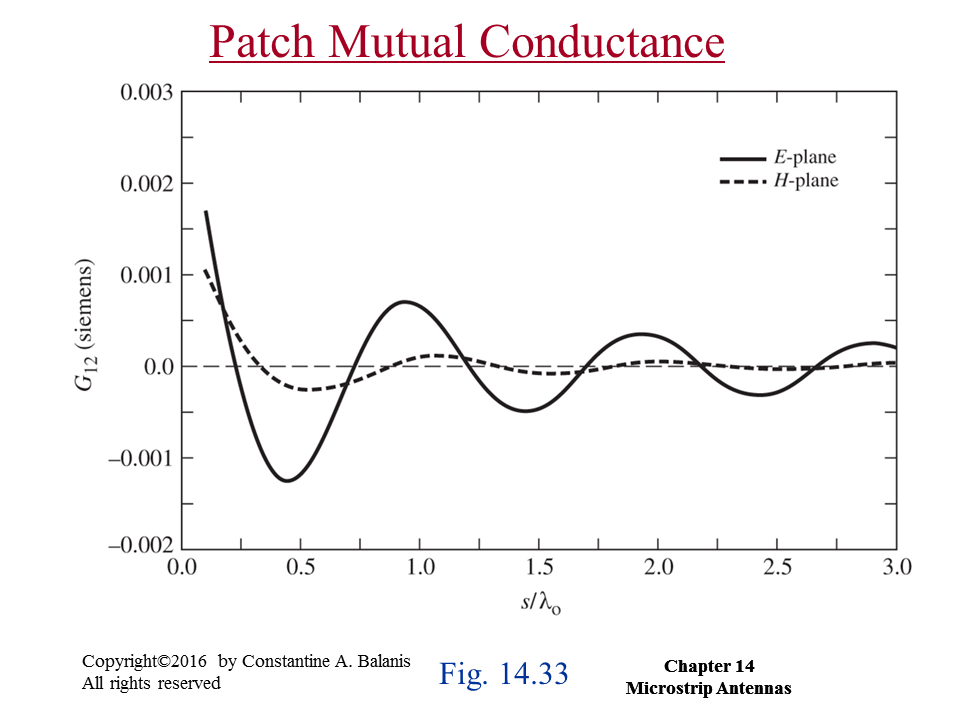 Patch Mutual Conductance
0.003
0.002
0.001
0.0
–0.001
–0.002
G12 (siemens)
E-plane
H-plane
0.0 0.5 1.0 1.5 2.0 2.5 3.0
s/λo
Copyright©2016 by Constantine A. Balanis
All rights reserved
Fig. 14.33
Chapter 14
Microstrip Antennas